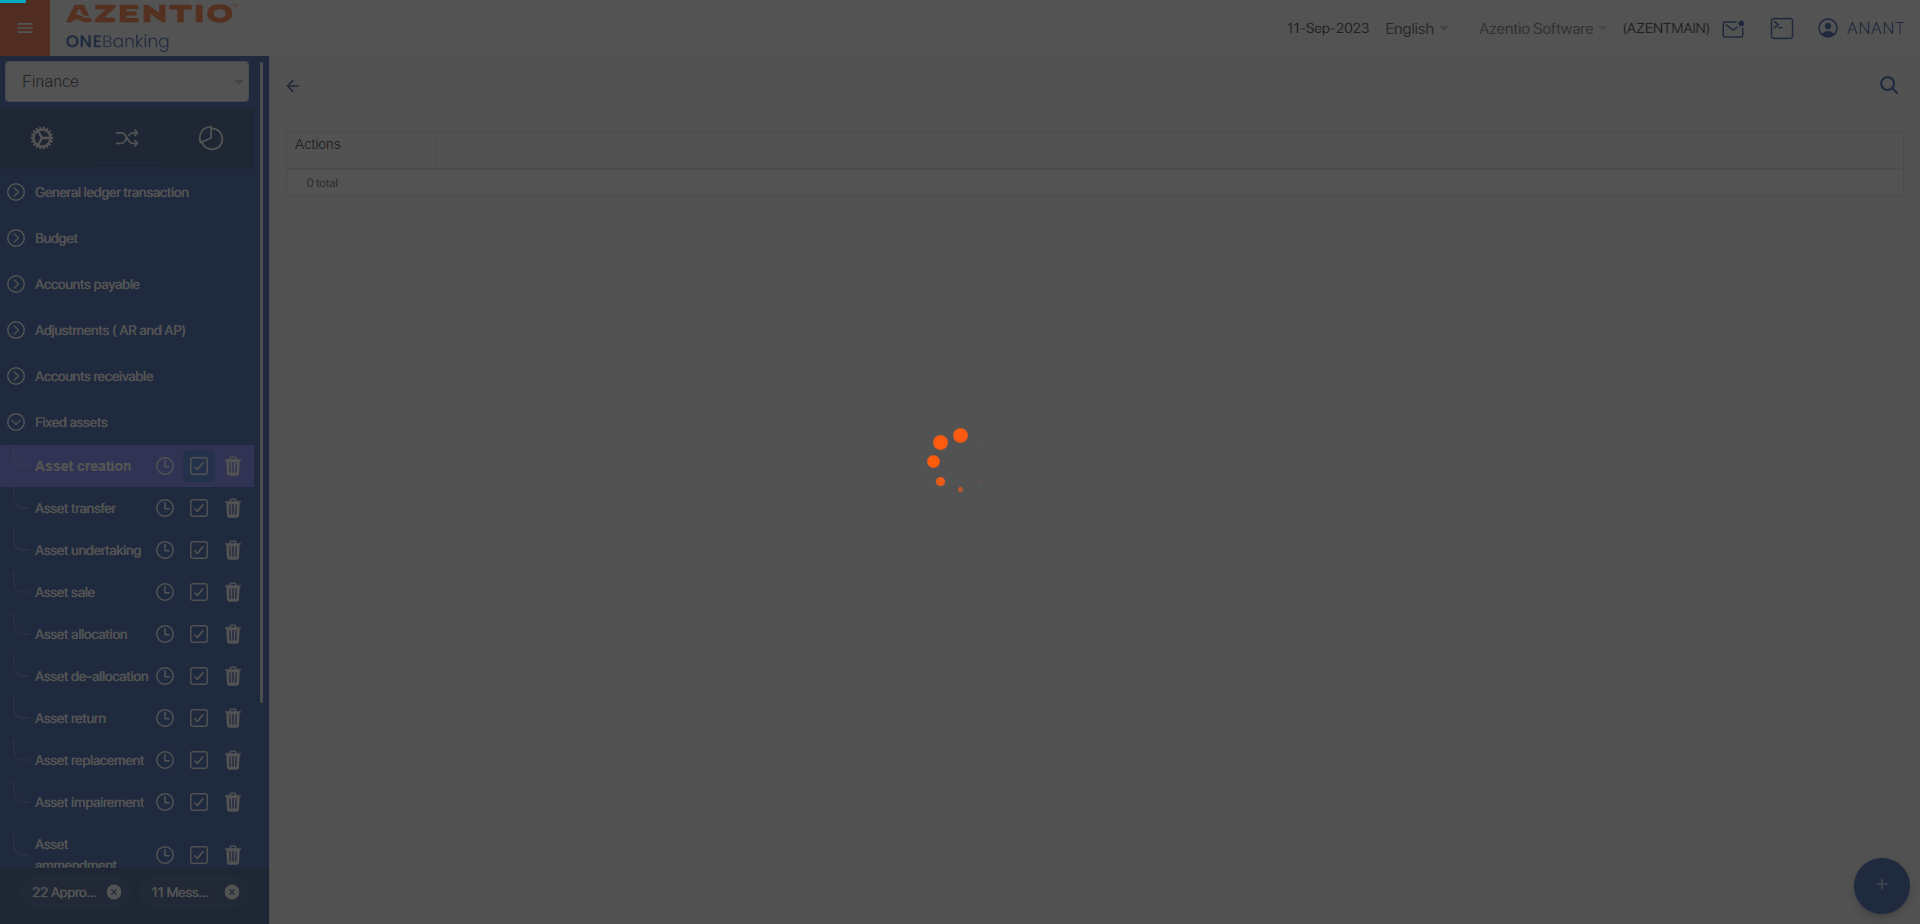 AZENTIO
ONEBanking
11-Sep-2023 English Azentio Software (AZENTMAIN) ANANT
Finance
Actions
0 total
General ledger transaction
Budget
Accounts payable
Adjustments ( AR and AP)
Accounts receivable
Fixed assets
Asset creation
Asset transfer
Asset undertaking
Asset sale
Asset allocation
Asset de-allocation
Asset return
Asset replacement
Asset impairement
Asset
ammendment
22 Appro... 11 Mess...